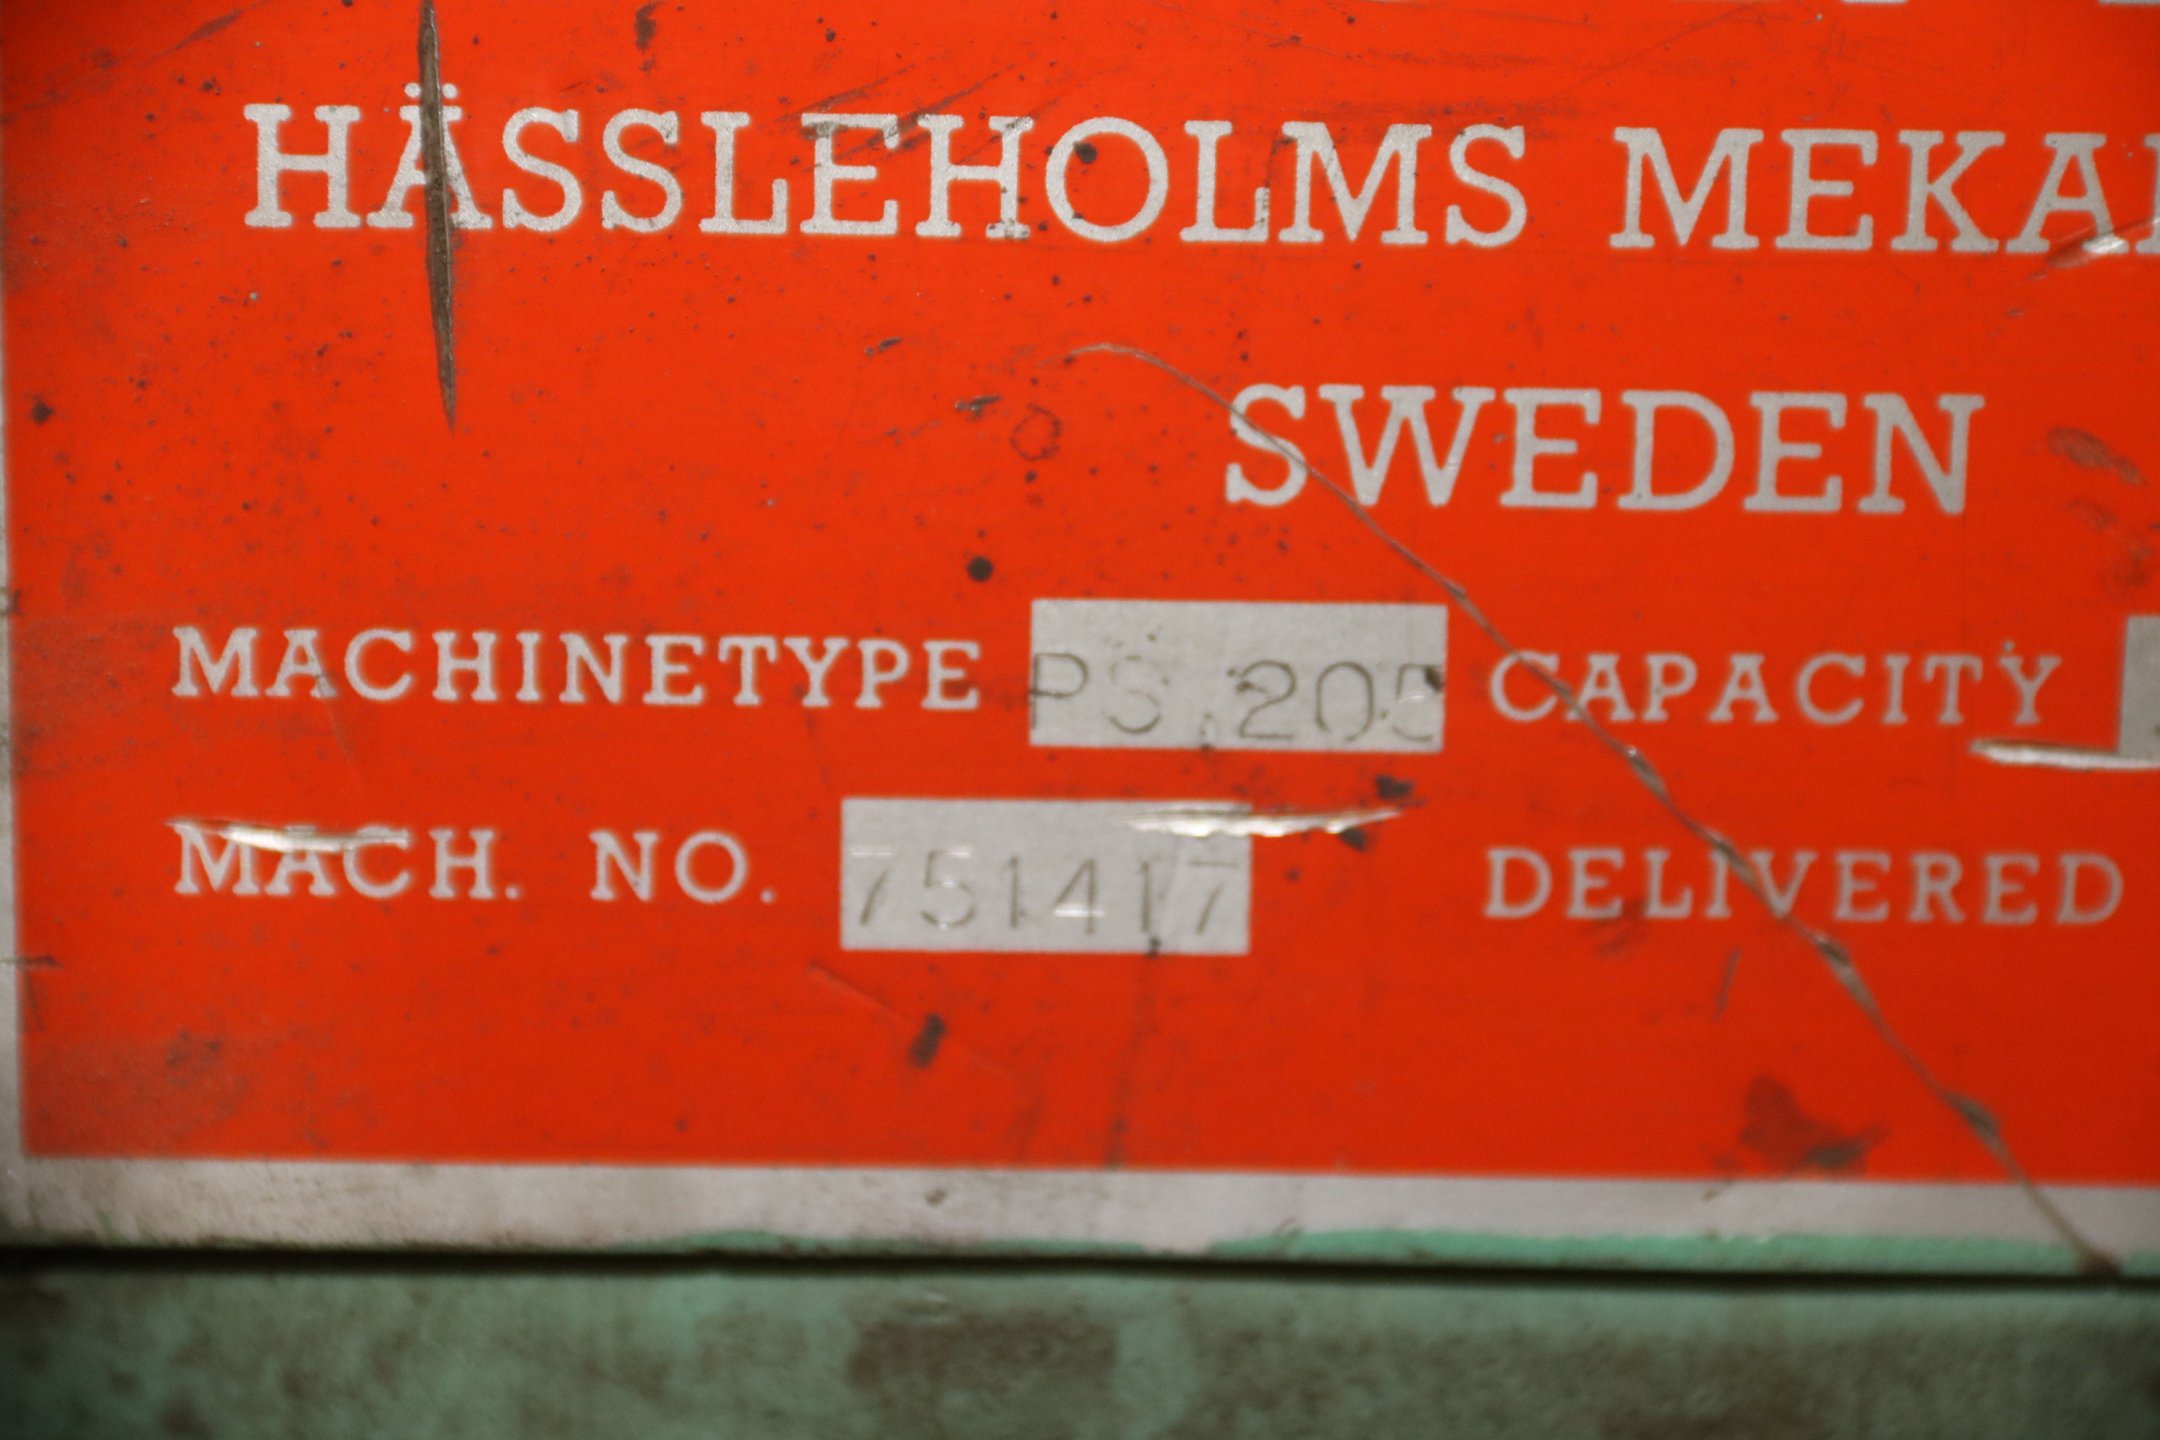 HÄSSLEHOLMS MEKA
SWEDEN
MACHINETYPE PS.205 CAPACITY
MACH. NO. 751417 DELIVERED